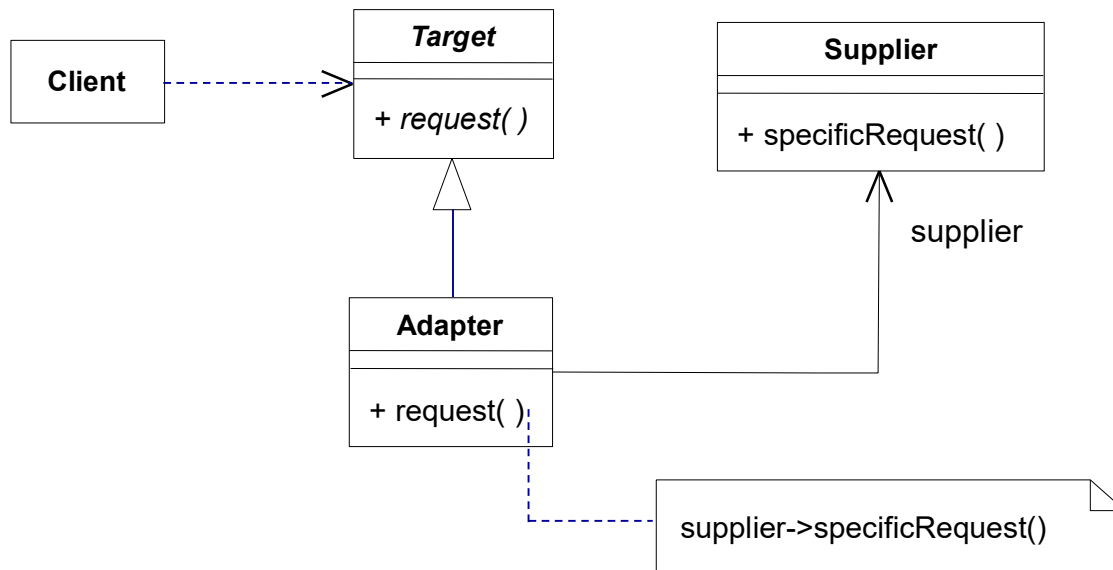 Client
Target
+ request( )
Supplier
+ specificRequest( )
supplier
Adapter
+ request( )
supplier->specificRequest()